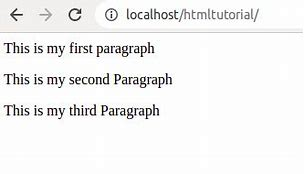 localhost/htmltutorial/
This is my first paragraph
This is my second Paragraph
This is my third Paragraph